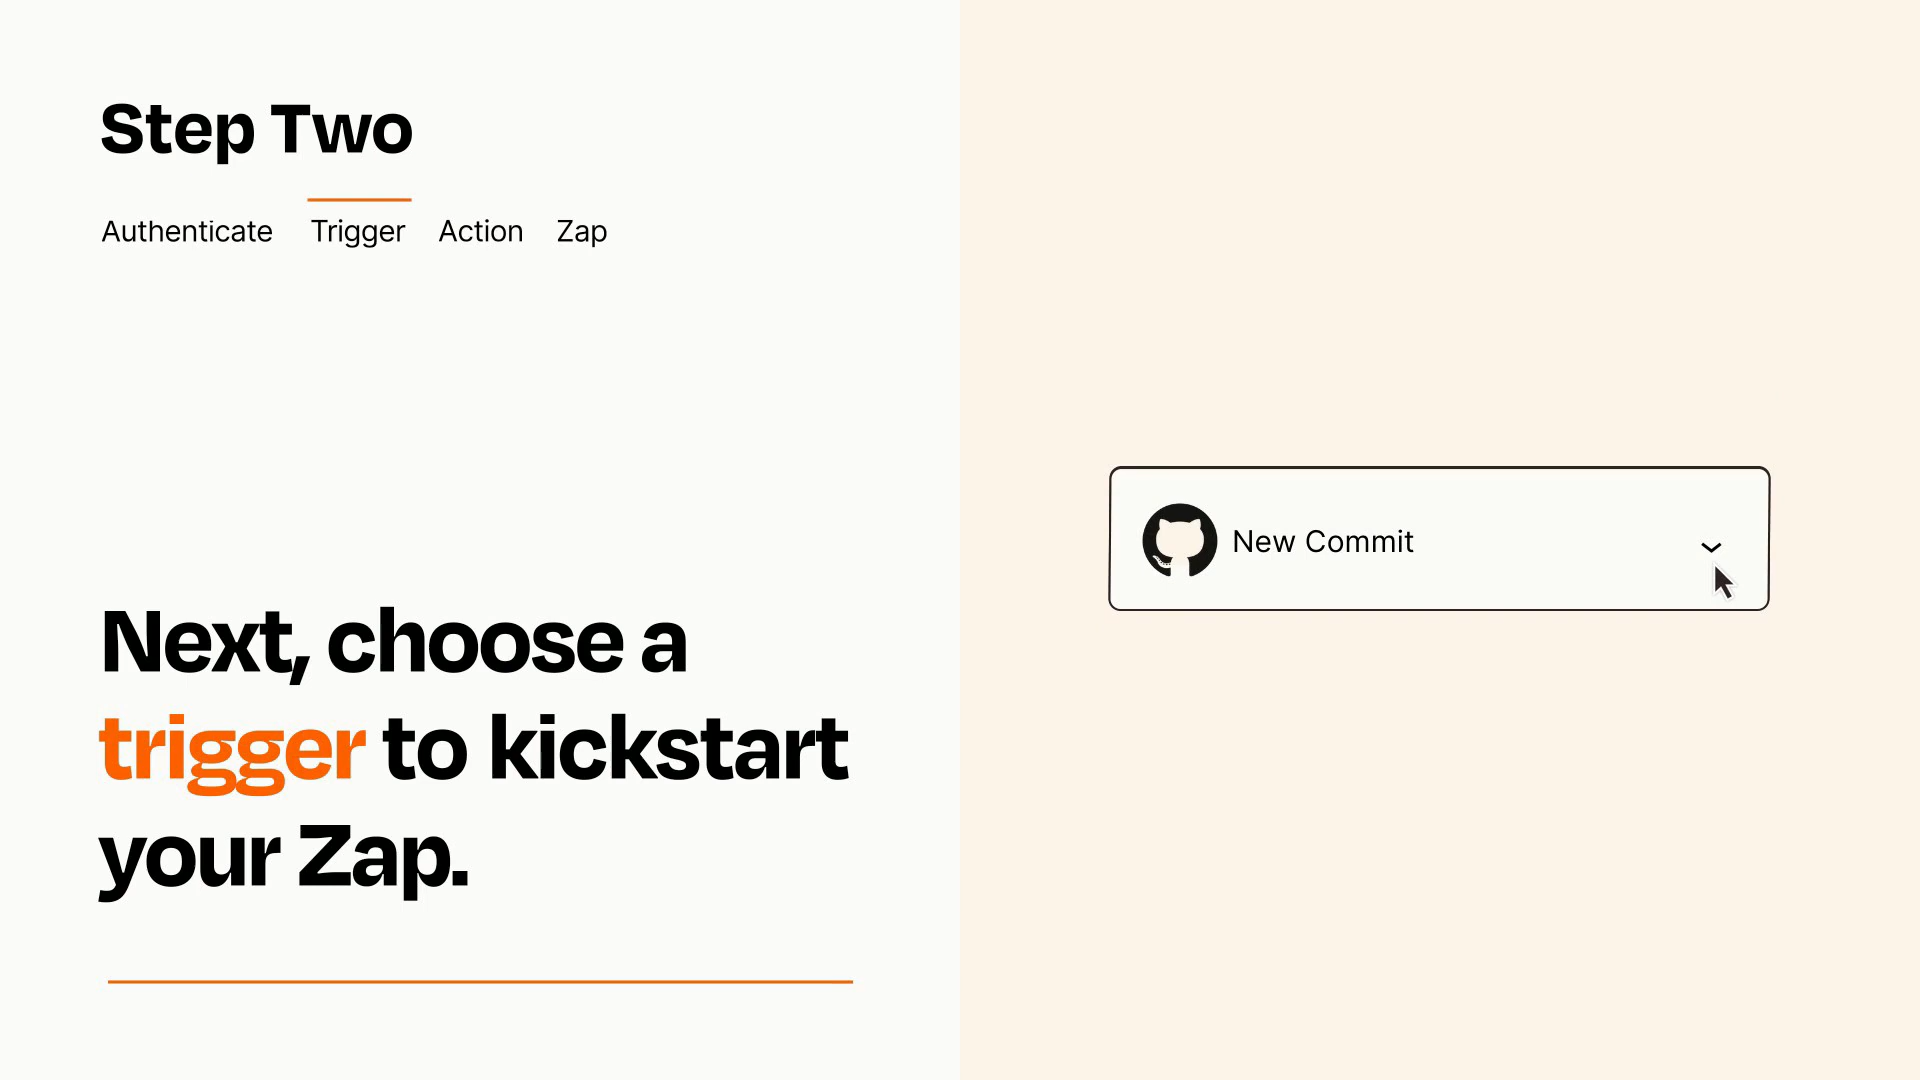 Step Two
Authenticate Trigger Action Zap
Next, choose a
trigger to kickstart
your Zap.
New Commit